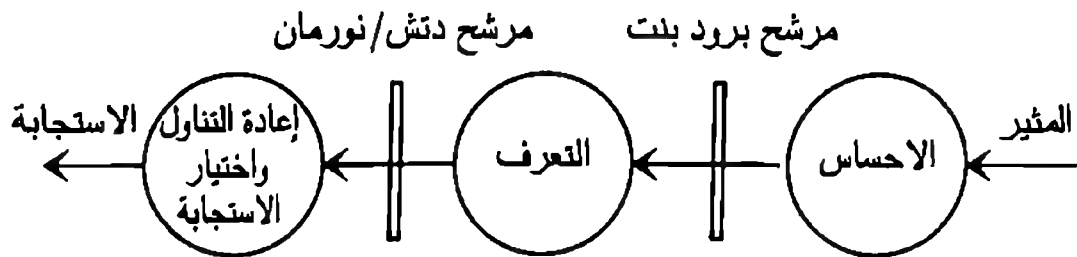 مرشح برود بنت
مرشح دتش/نورمان
المثير
الاحساس
التعرف
إعادة التناول
واختيار
الاستجابة
الاستجابة